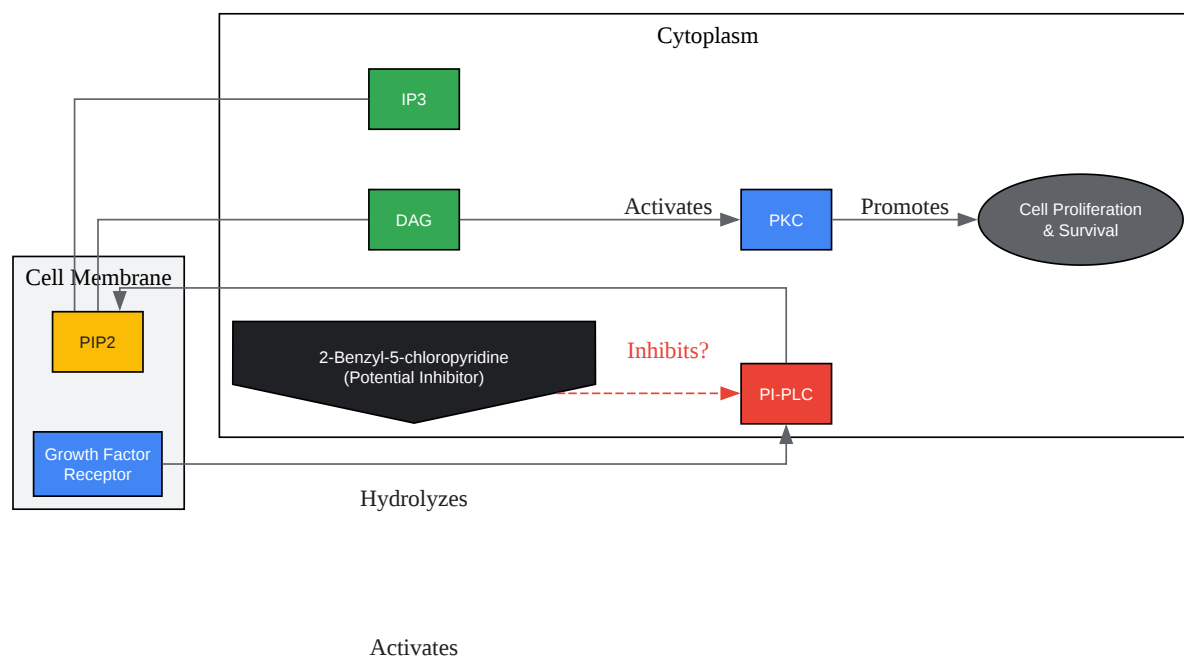 Cytoplasm
IP3
DAG
Activates
PKC
Promotes
Cell Proliferation
& Survival
Cell Membrane
PIP2
2-Benzyl-5-chloropyridine
(Potential Inhibitor)
Inhibits?
PI-PLC
Growth Factor
Receptor
Hydrolyzes
Activates